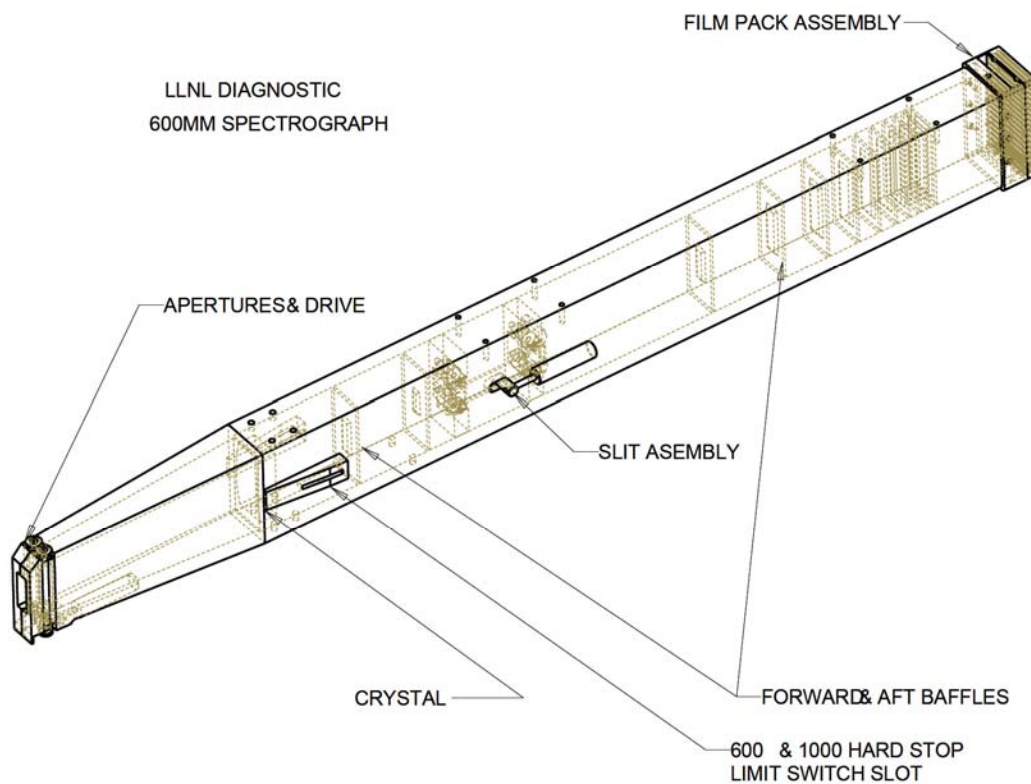 FILM PACK ASSEMBLY
LLNL DIAGNOSTIC
600MM SPECTROGRAPH
APERTURES& DRIVE
SLIT ASEMBLY
CRYSTAL
FORWARD& AFT BAFFLES
600 & 1000 HARD STOP
LIMIT SWITCH SLOT